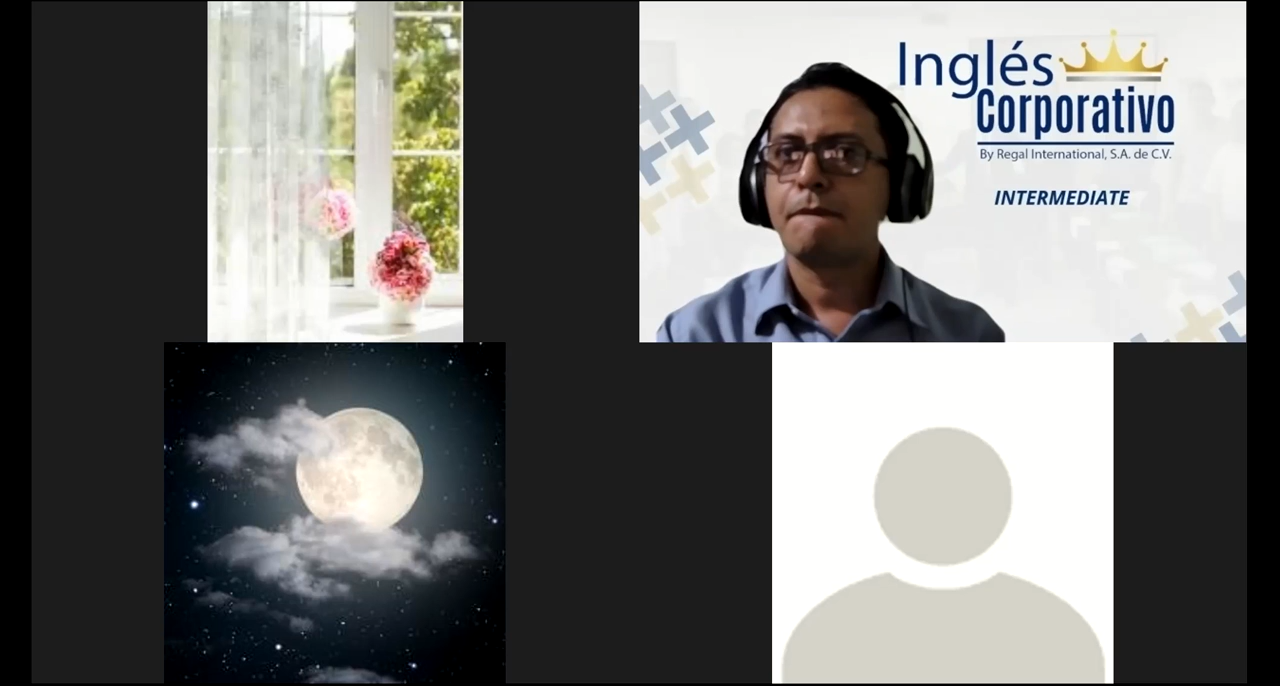 Inglés
Corporativo
By Regal International, S.A. de C.V.
INTERMEDIATE